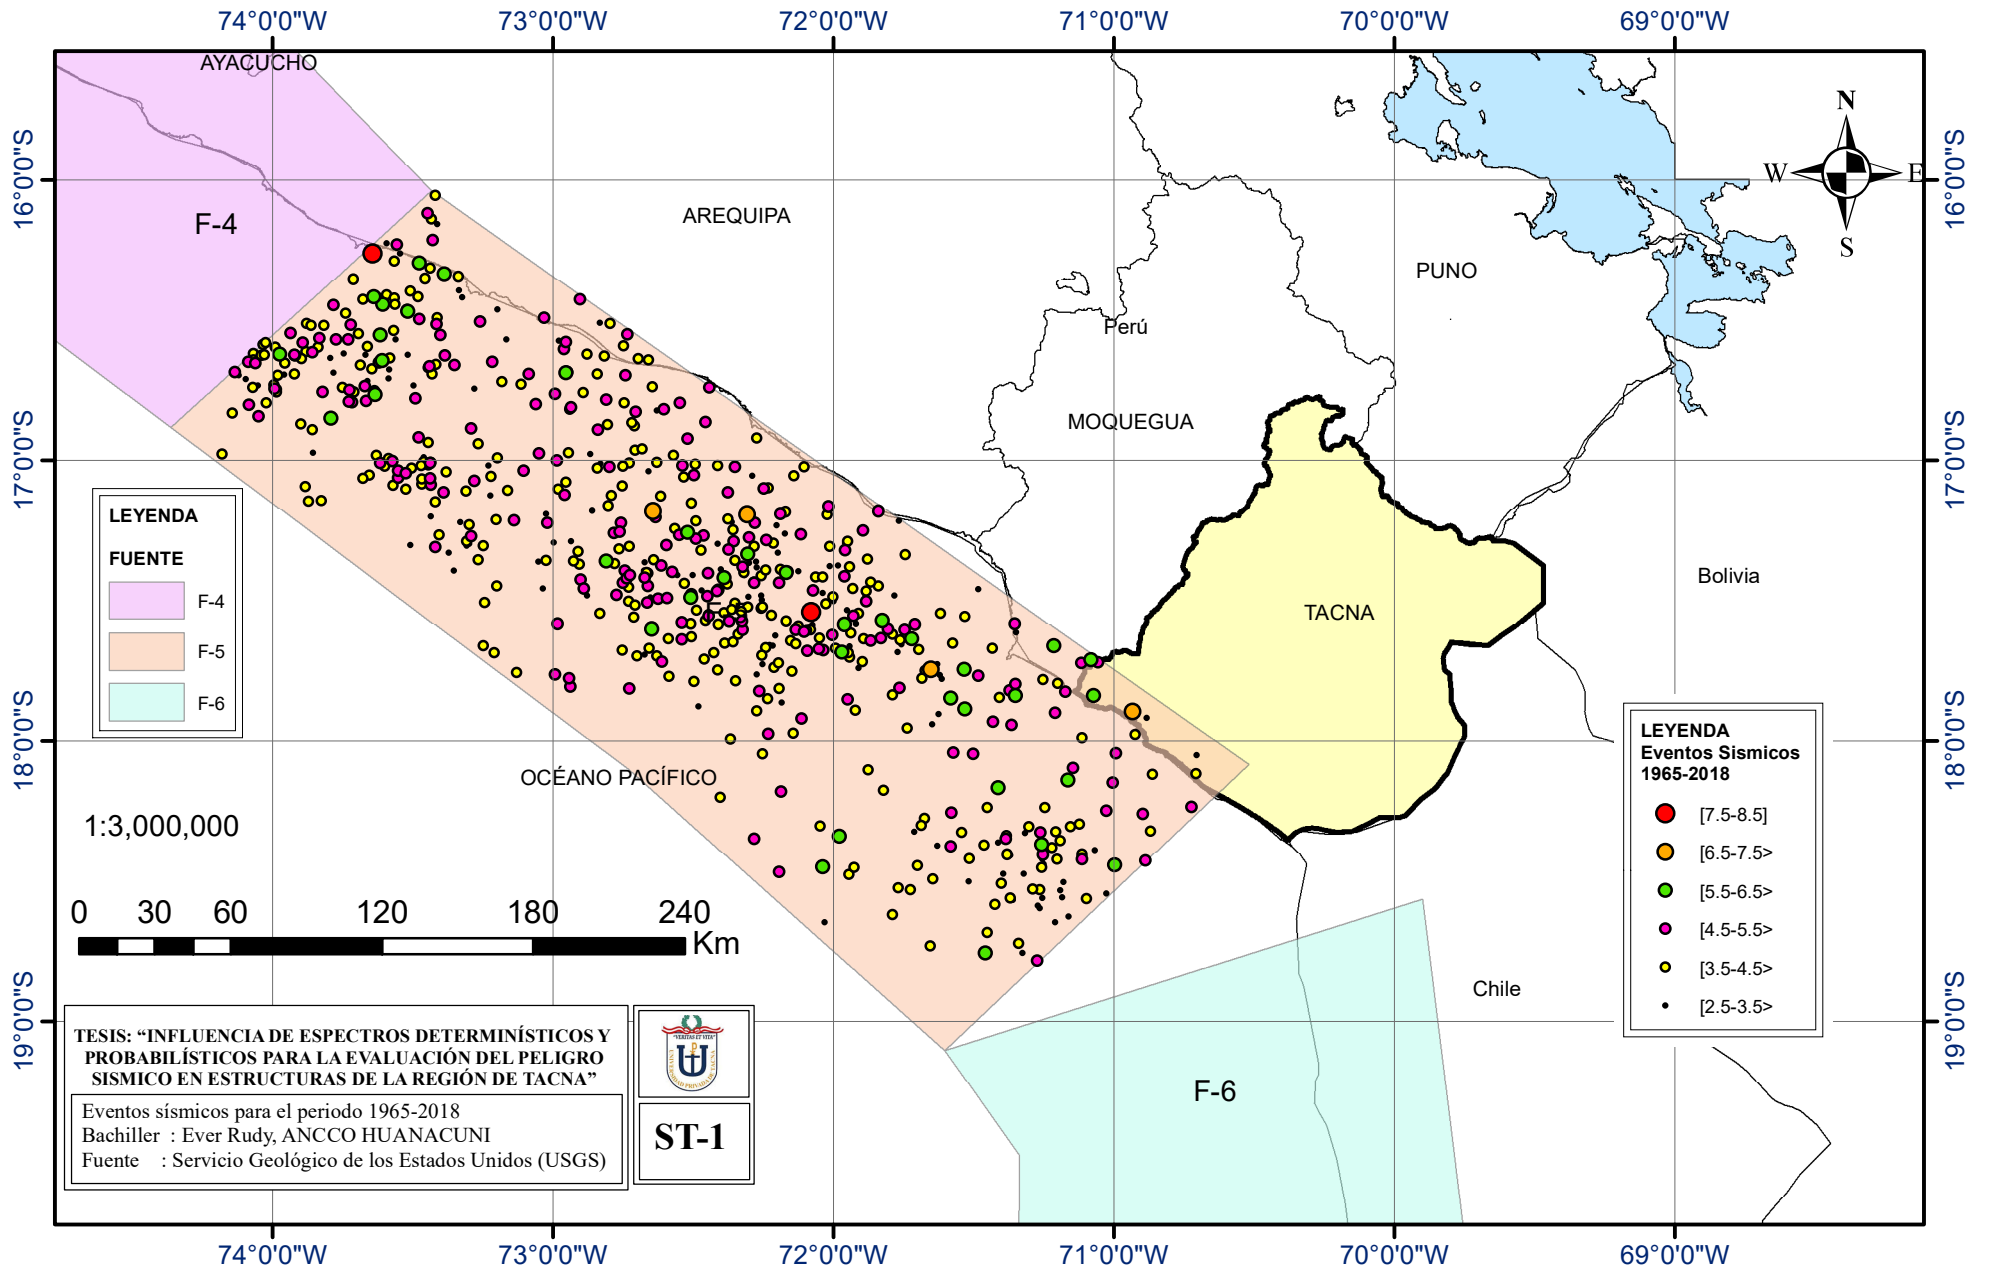 74°0'0"W 73°0'0"W 72°0'0"W 71°0'0"W 70°0'0"W 69°0'0"W
AYACUCHO
N
W E
S
16°0'0"S 16°0'0"S
F-4
AREQUIPA
PUNO
Perú
MOQUEGUA
17°0'0"S 17°0'0"S
LEYENDA
FUENTE
F-4
F-5
F-6
Bolivia
TACNA
18°0'0"S 18°0'0"S
OCÉANO PACÍFICO
LEYENDA
Eventos Sismicos
1965-2018
[7.5-8.5]
[6.5-7.5>
[5.5-6.5>
[4.5-5.5>
[3.5-4.5>
[2.5-3.5>
1:3,000,000
0 30 60 120 180 240
Km
Chile
19°0'0"S 19°0'0"S
F-6
TESIS: “INFLUENCIA DE ESPECTROS DETERMINÍSTICOS Y
PROBABILÍSTICOS PARA LA EVALUACIÓN DEL PELIGRO
SISMICO EN ESTRUCTURAS DE LA REGIÓN DE TACNA”
"VERITAS ET VITA"
UNIVERSIDAD PRIVADA DE TACNA
Eventos sísmicos para el periodo 1965-2018
Bachiller : Ever Rudy, ANCCO HUANACUNI
Fuente : Servicio Geológico de los Estados Unidos (USGS)
ST-1
74°0'0"W 73°0'0"W 72°0'0"W 71°0'0"W 70°0'0"W 69°0'0"W